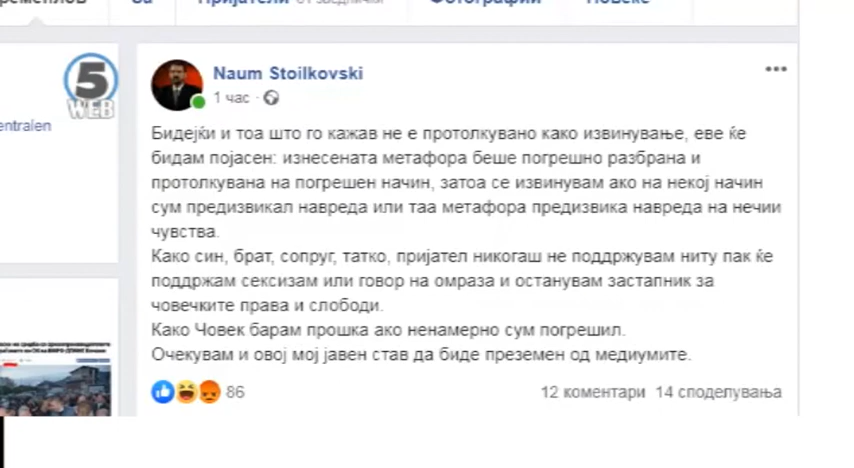 За
Пријатели
Фотографии
Повеќе
5
WEB
entralen
Naum Stoilkovski
1 час ·
Бидејќи и тоа што го кажав не е протолкувано како извинување, еве ќе
бидам појасен: изнесената метафора беше погрешно разбрана и
протолкувана на погрешен начин, затоа се извинувам ако на некој начин
сум предизвикал навреда или таа метафора предизвика навреда на нечии
чувства.
Како син, брат, сопруг, татко, пријател никогаш не поддржувам ниту пак ќе
поддржам сексизам или говор на омраза и останувам застапник за
човечките права и слободи.
Како Човек барам прошка ако ненамерно сум погрешил.
Очекувам и овој мој јавен став да биде преземен од медиумите.
86
12 коментари 14 споделувања